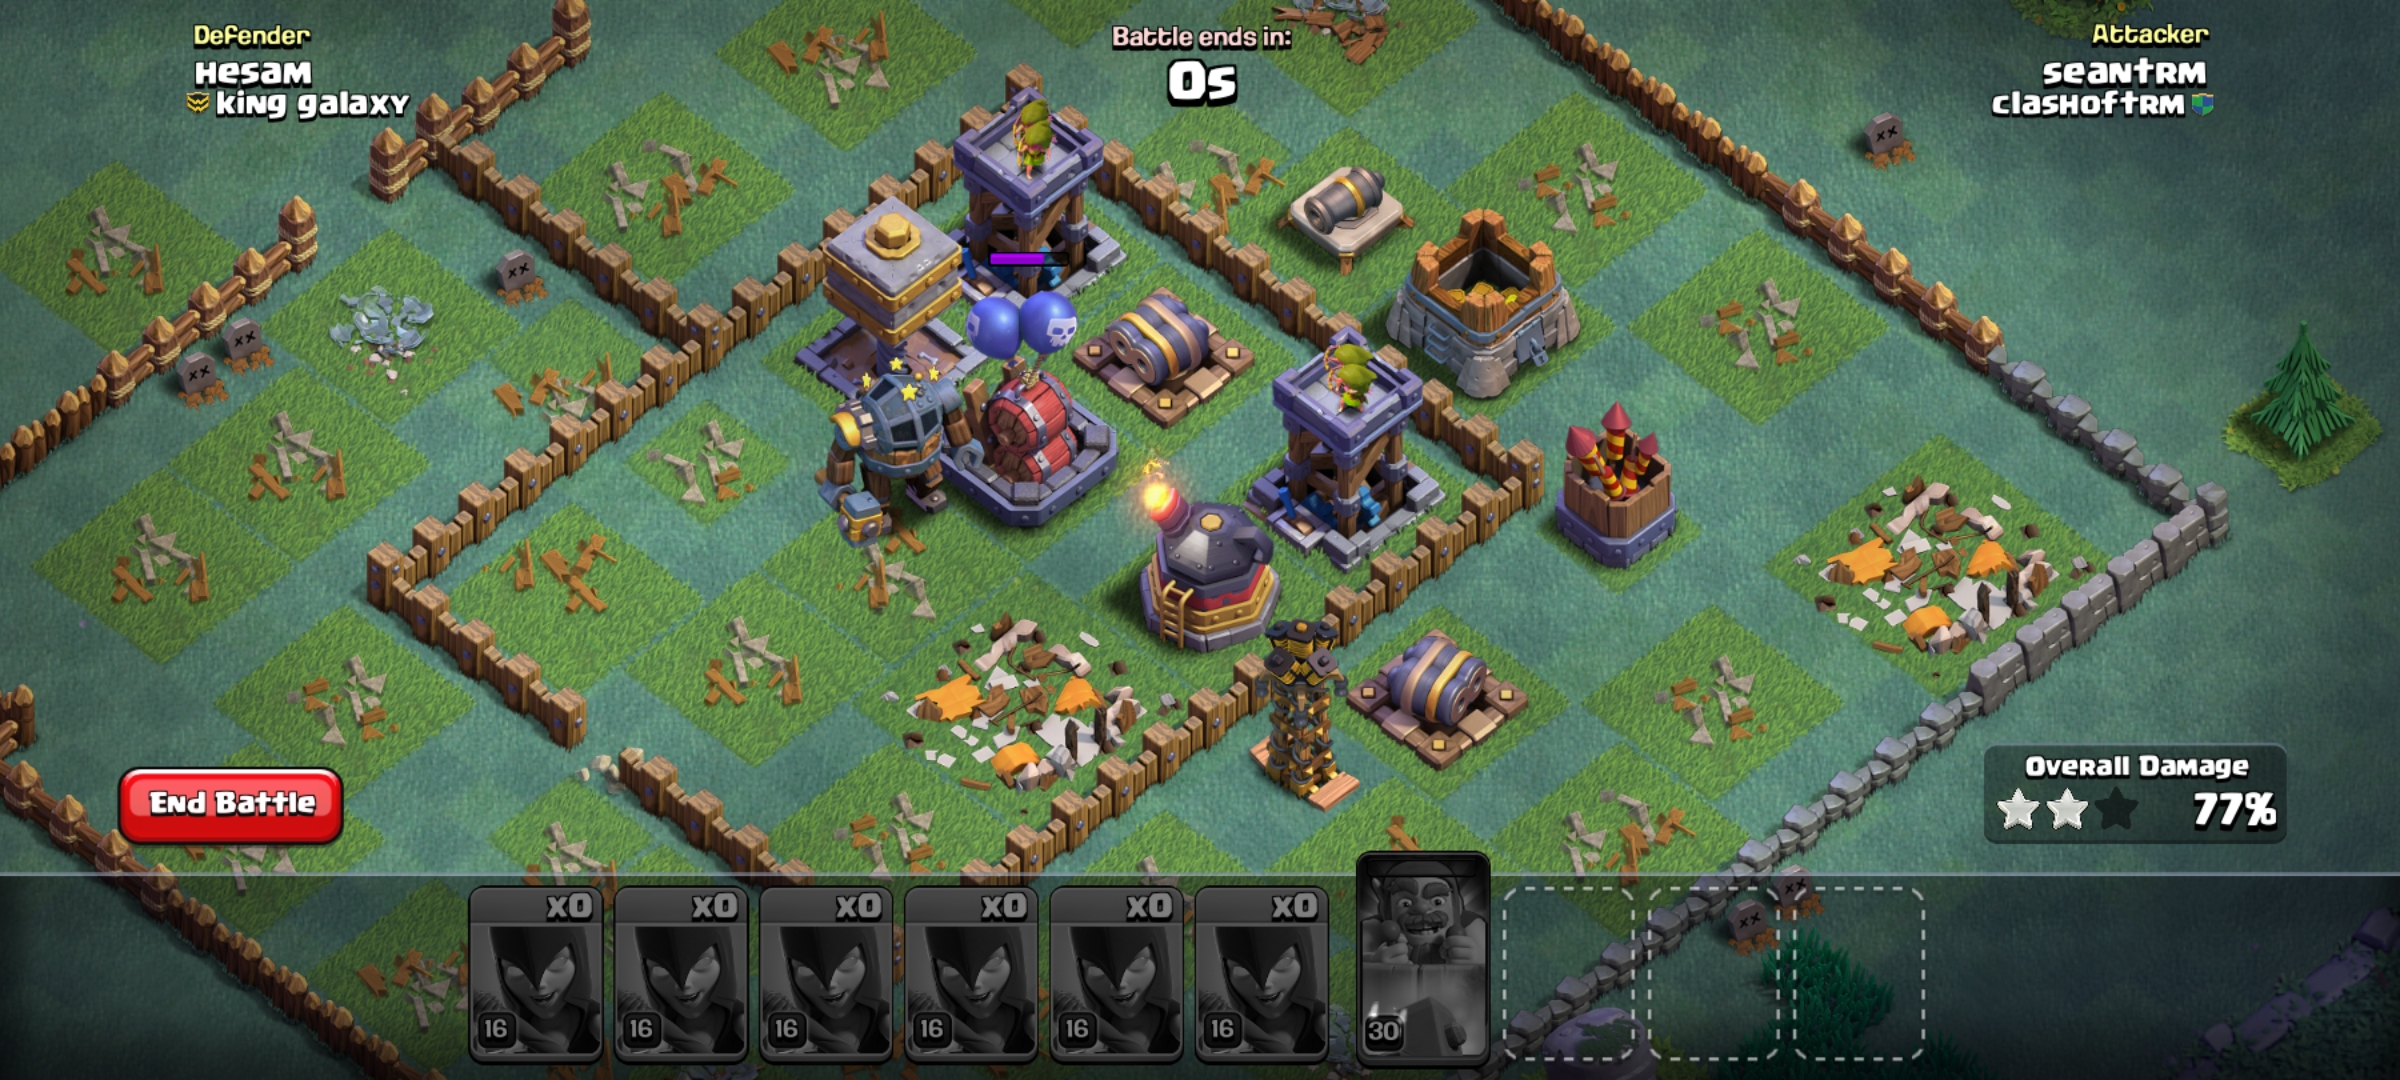 Defender
HESAM
king galaxy
Battle ends in:
0s
Attacker
seantrm
clashoftrm
End Battle
Overall Damage
77%
x0
x0
x0
x0
x0
x0
16
16
16
16
16
16
30